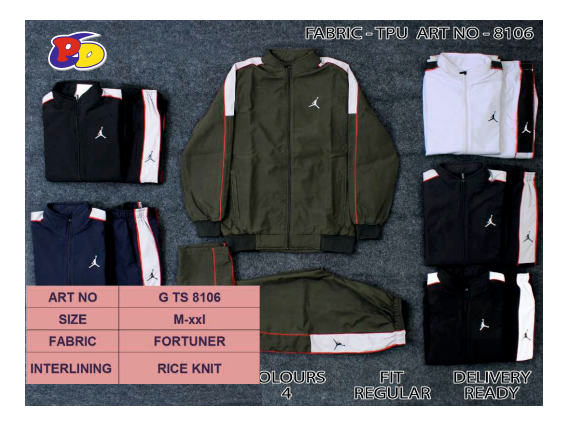 PD
FABRIC - TPU ART NO - 8106
ART NO G TS 8106
SIZE M-xxl
FABRIC FORTUNER
INTERLINING RICE KNIT
OLOURS
4
FIT
REGULAR
DELIVERY
READY